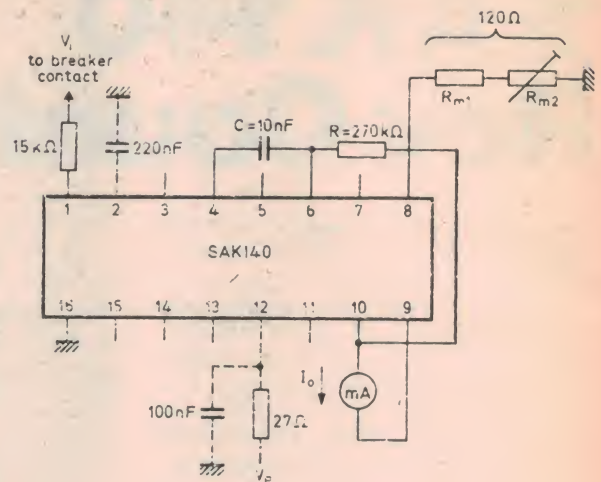 120Ω
Vi
to breaker
contact
Rm1
Rm2
C=10nF
R=270kΩ
15kΩ
220nF
1 2 3 4 5 6 7 8
SAK140
16 15 14 13 12 11 10 9
Io
mA
100nF
27Ω
Vp